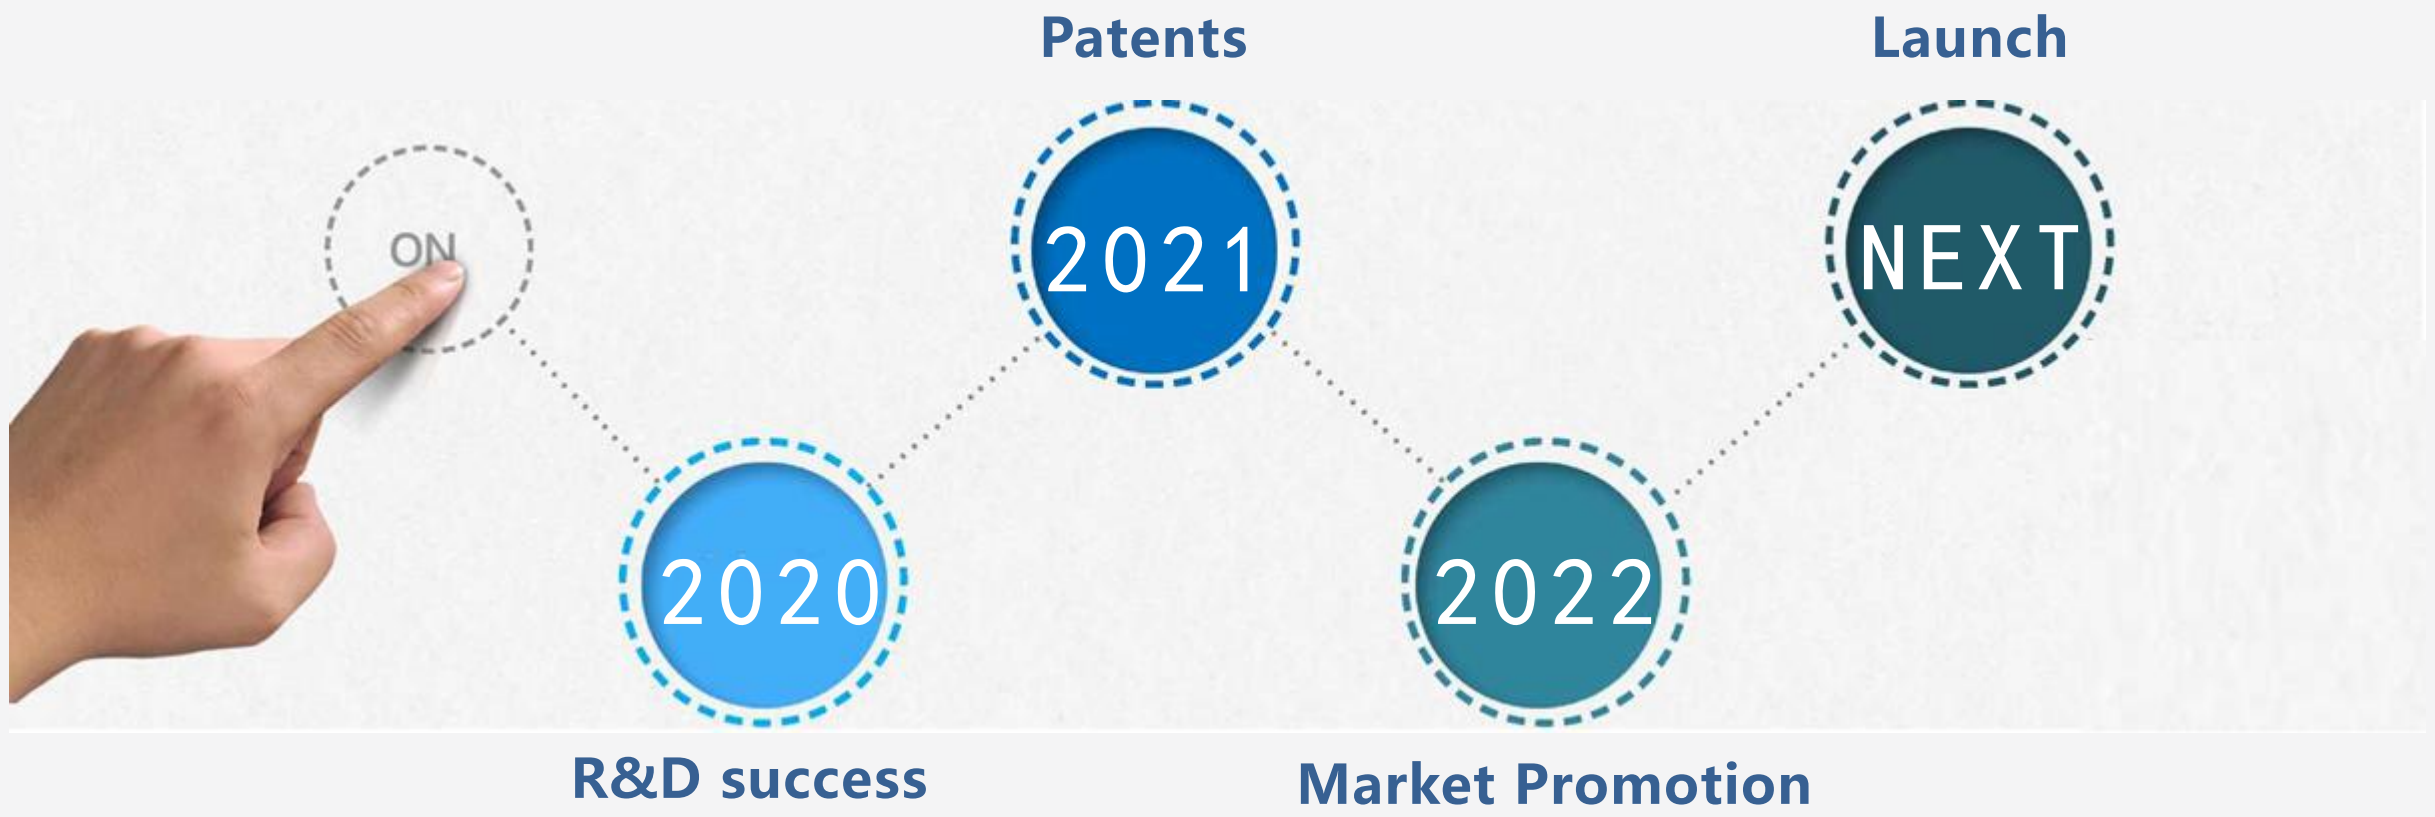 Patents
Launch
ON
2021
NEXT
2020
2022
R&D success
Market Promotion